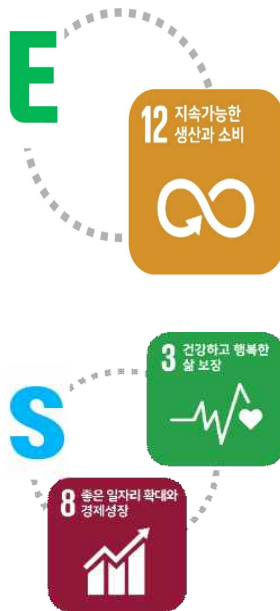 E
12 지속가능한
생산과 소비
3 건강하고 행복한
삶 보장
S
8 좋은 일자리 확대와
경제성장